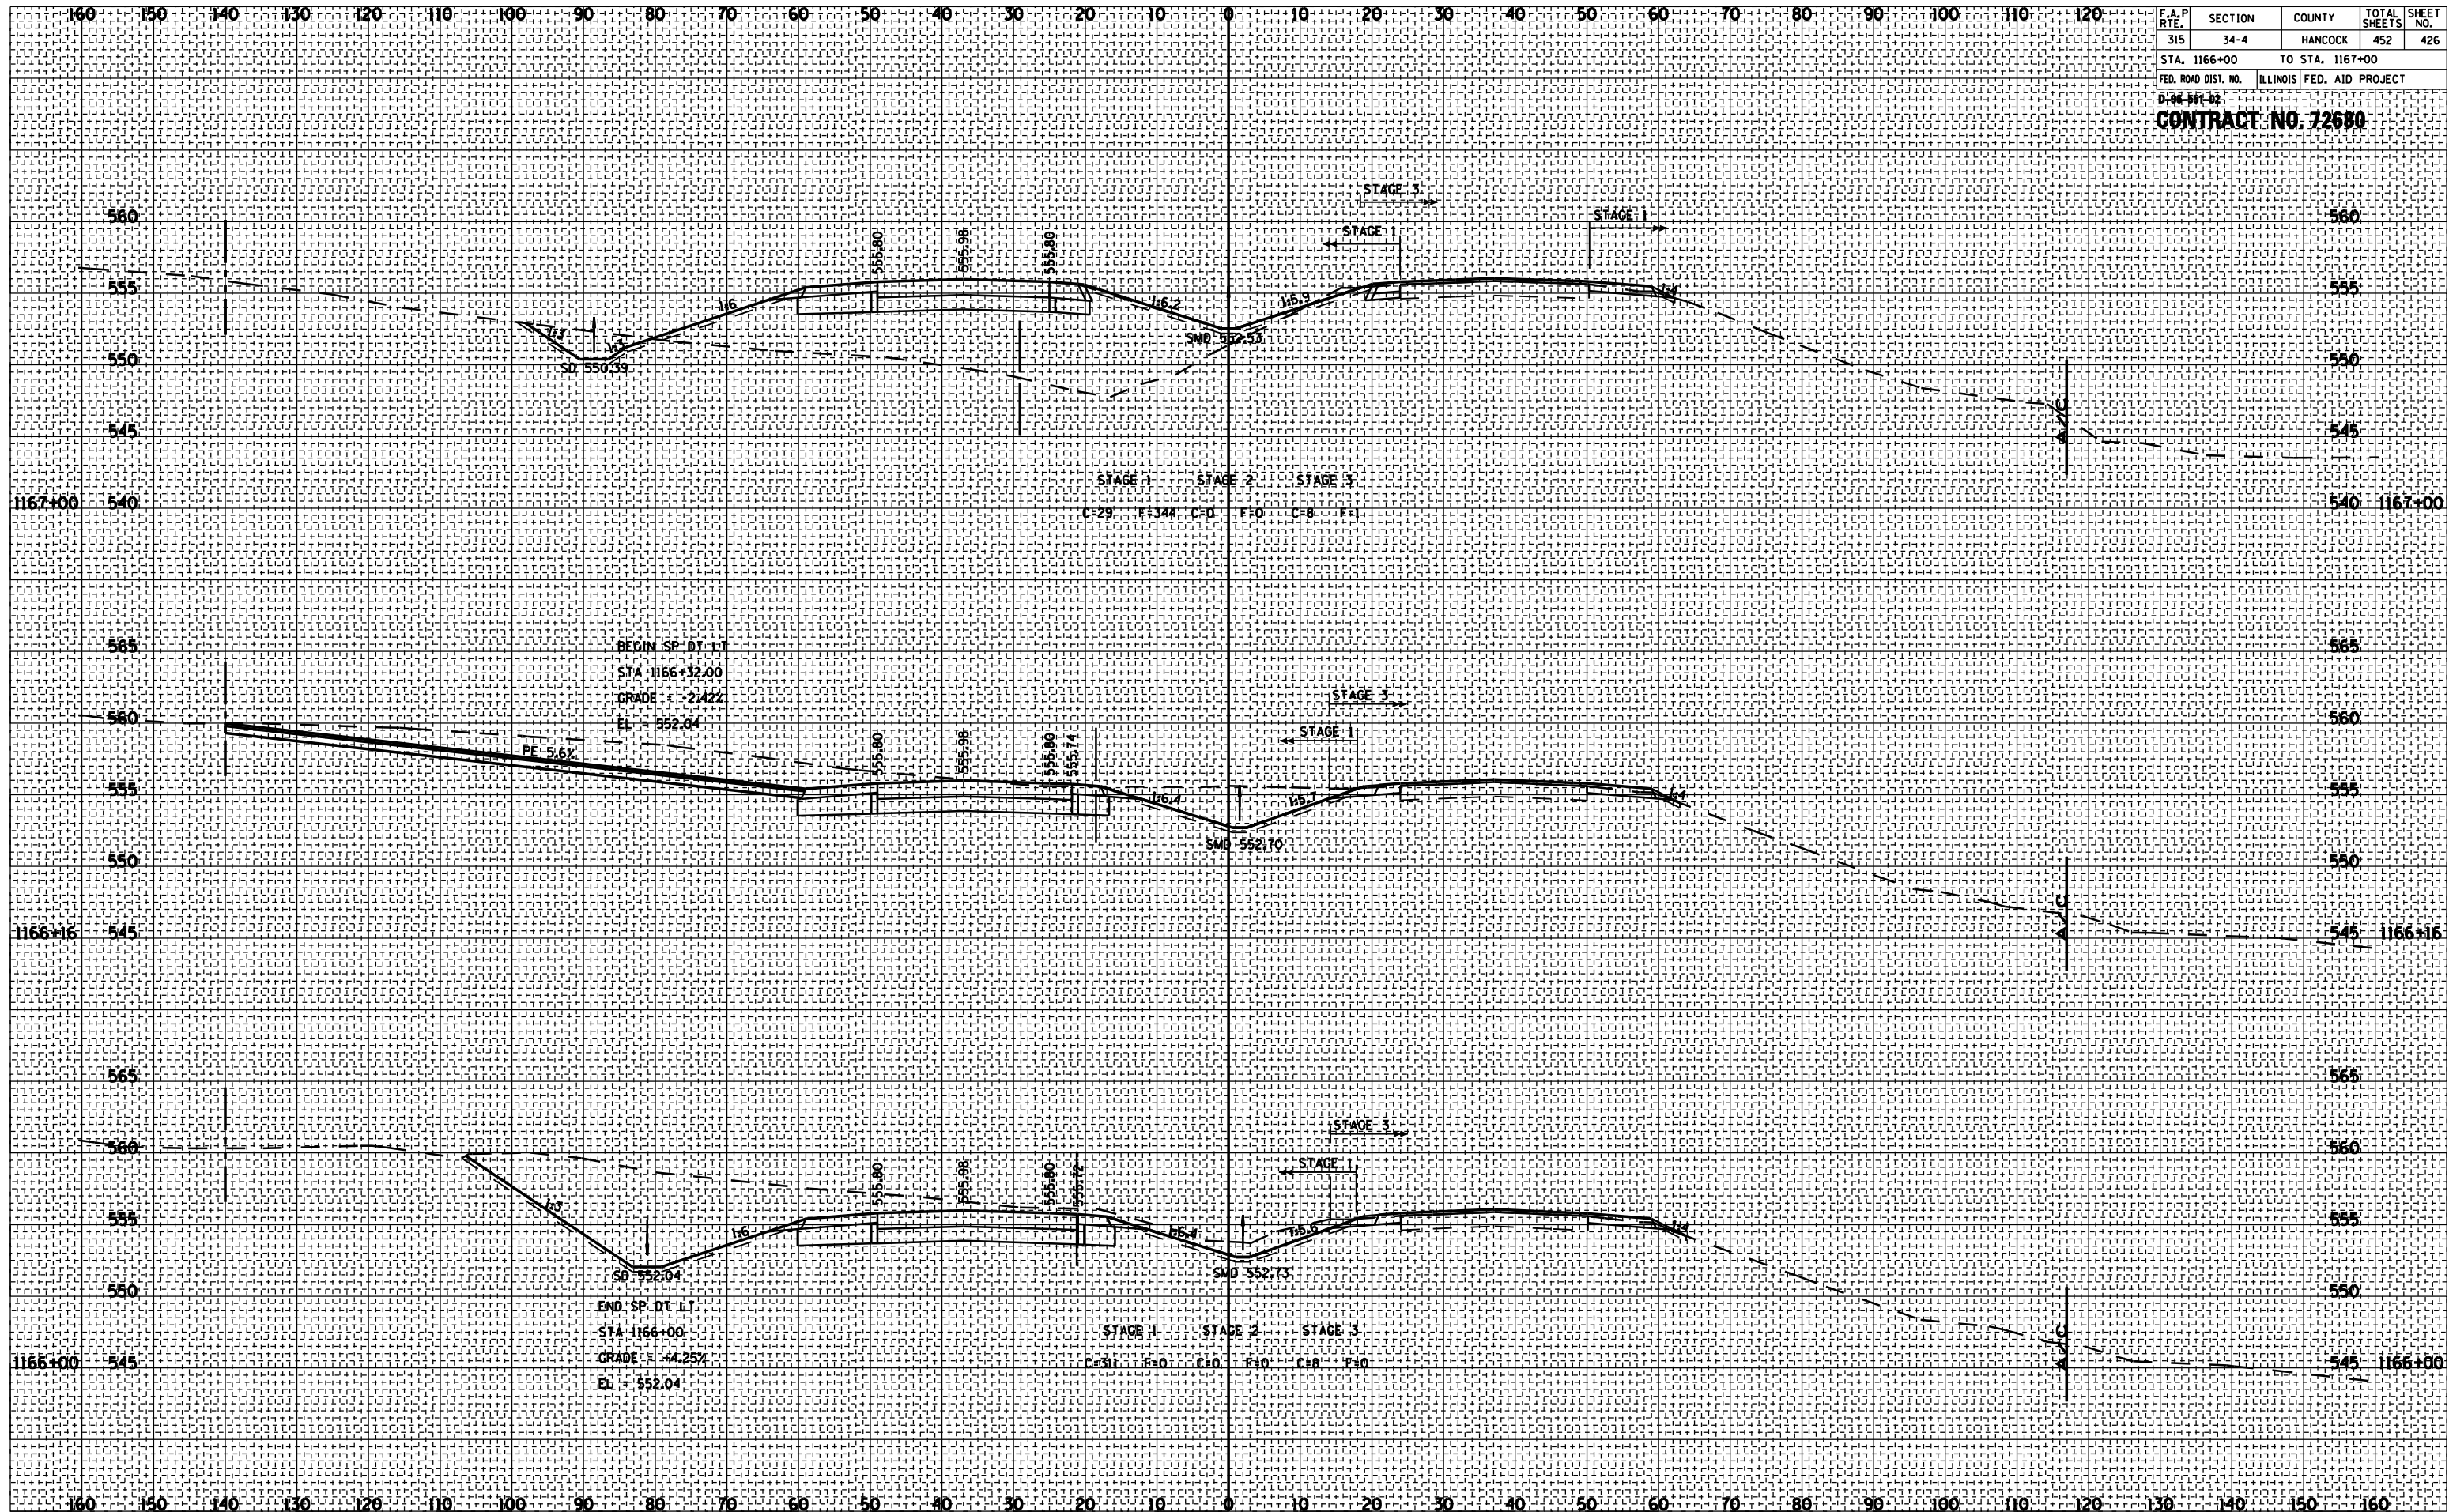 160 150 140 130 120 110 100 90 80 70 60 50 40 30 20 10 0 10 20 30 40 50 60 70 80 90 100 110 120
F.A.P RTE. SECTION COUNTY TOTAL SHEETS SHEET NO.
315 34-4 HANCOCK 452 426
STA. 1166+00 TO STA. 1167+00
FED. ROAD DIST. NO. ILLINOIS FED. AID PROJECT
D-96-551-02
CONTRACT NO. 72680
STAGE 3
560 STAGE 1 560
STAGE 1
555.80 555.98 555.80
555 1:6 1:6.2 1:5.9 1:4 555
1:3 1:3 SMD 552.53
550 SD 550.39 550
545 545
STAGE 1 STAGE 2 STAGE 3
1167+00 540 540 1167+00
C=29 F=344 C=0 F=0 C=8 F=1
565 BEGIN SP DT LT 565
STA 1166+32.00
GRADE = -2.42% STAGE 3
560 EL = 552.04 560
STAGE 1
PE 5.6% 555.80 555.98 555.80 555.74
555 1:6.4 1:5.7 1:4 555
SMD 552.70
550 550
1166+16 545 545 1166+16
565 565
STAGE 3
560 560
STAGE 1
555.80 555.98 555.80 555.72
1:3
555 1:6 1:6.4 1:5.6 1:4 555
SD 552.04 SMD 552.73
550 550
END SP DT LT
STA 1166+00 STAGE 1 STAGE 2 STAGE 3
GRADE = +4.25%
1166+00 545 C=311 F=0 C=0 F=0 C=8 F=0 545 1166+00
EL = 552.04
160 150 140 130 120 110 100 90 80 70 60 50 40 30 20 10 0 10 20 30 40 50 60 70 80 90 100 110 120 130 140 150 160